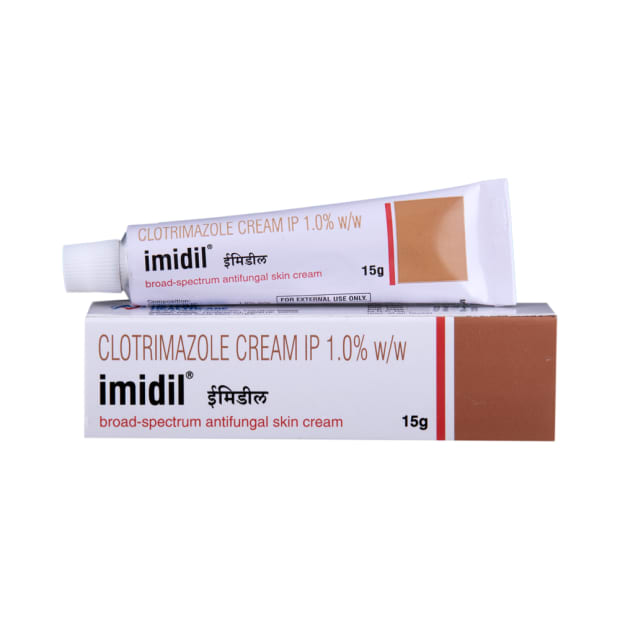 CLOTRIMAZOLE CREAM IP 1.0% w/w
imidil® ईमिडील
broad-spectrum antifungal skin cream 15g
Composition:
FOR EXTERNAL USE ONLY.
CLOTRIMAZOLE CREAM IP 1.0% w/w
imidil® ईमिडील
broad-spectrum antifungal skin cream 15g